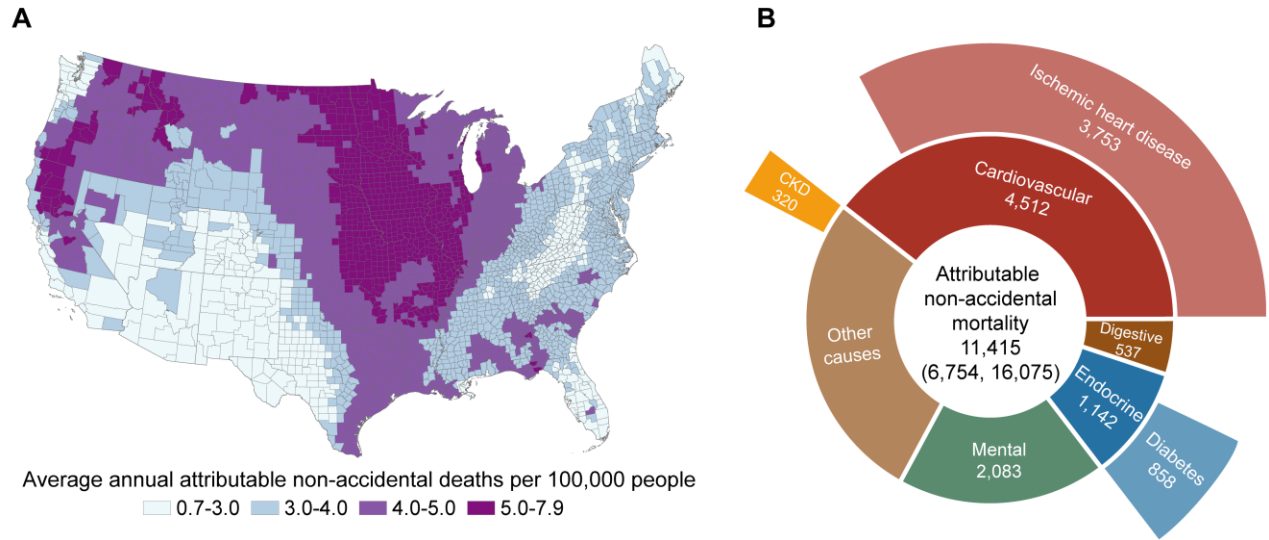 A
Average annual attributable non-accidental deaths per 100,000 people
0.7-3.0 3.0-4.0 4.0-5.0 5.0-7.9
B
Ischemic heart disease
3,753
Cardiovascular
4,512
CKD
320
Attributable
non-accidental
mortality
11,415
(6,754, 16,075)
Other
causes
Digestive
537
Endocrine
1,142
Diabetes
858
Mental
2,083